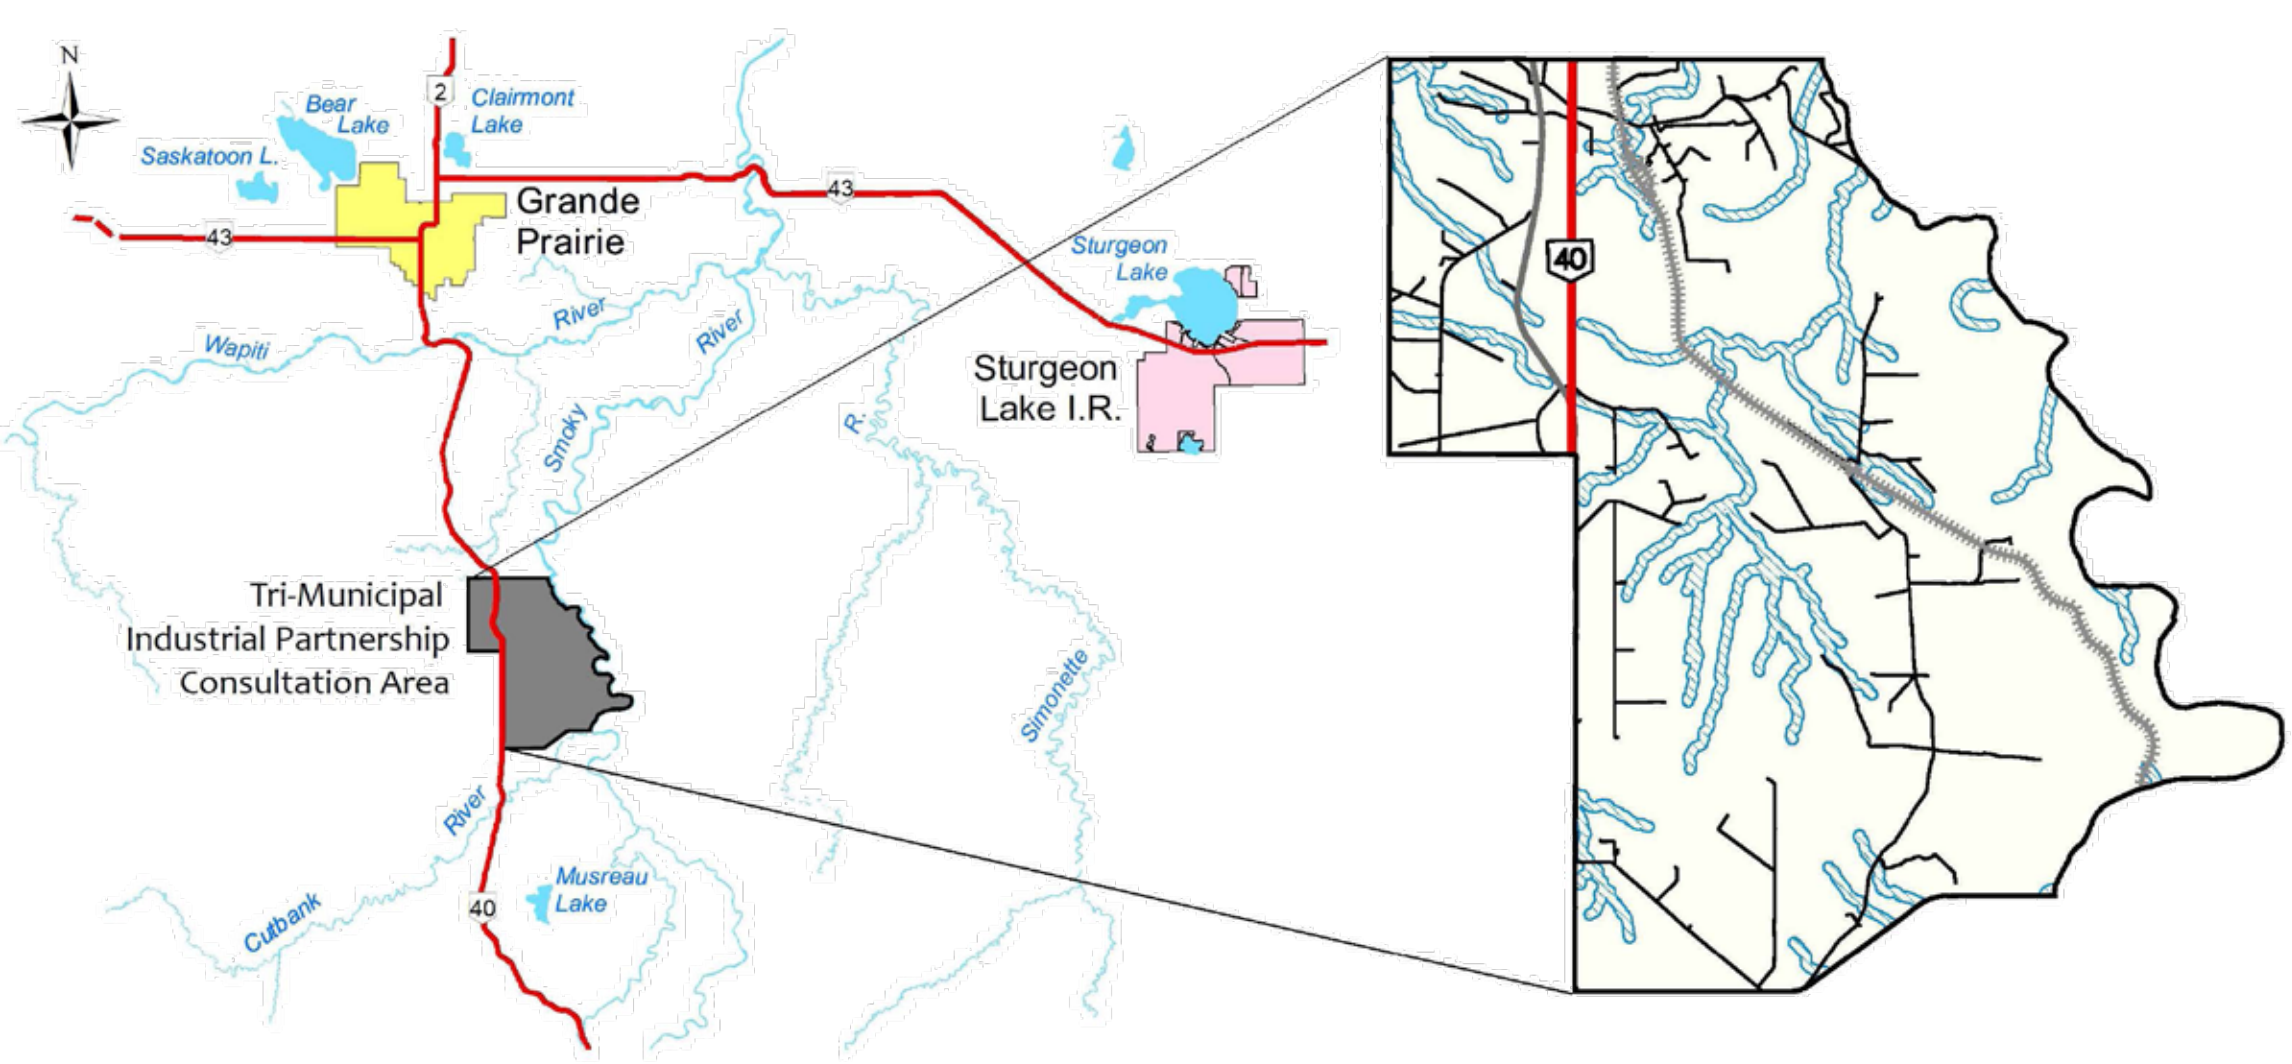 N
2
Clairmont
Lake
Bear
Lake
Saskatoon L.
43
43
Grande
Prairie
Sturgeon
Lake
40
River
River
Wapiti
Sturgeon
Lake I.R.
R.
Smoky
Tri-Municipal
Industrial Partnership
Consultation Area
Simonette
River
Musreau
Lake
40
Cutbank